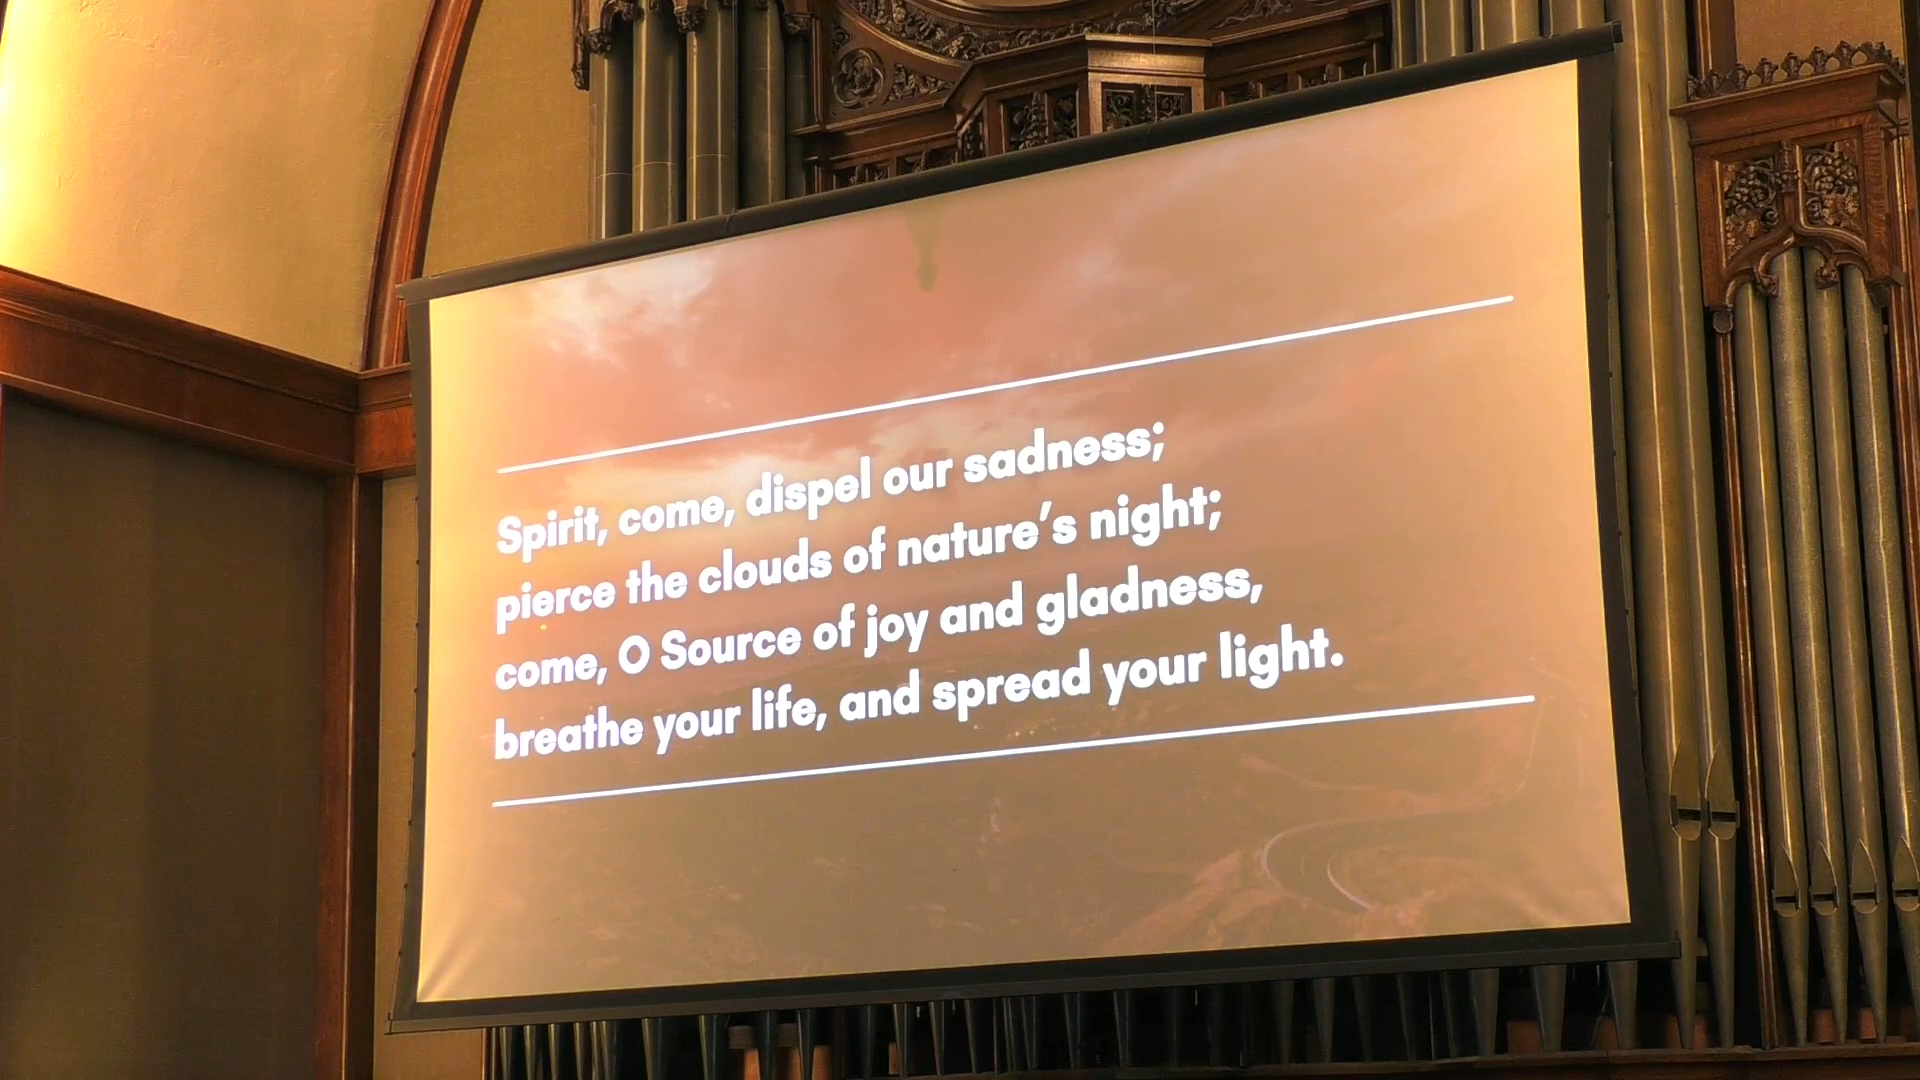 Spirit, come, dispel our sadness;
pierce the clouds of nature’s night;
come, O Source of joy and gladness,
breathe your life, and spread your light.